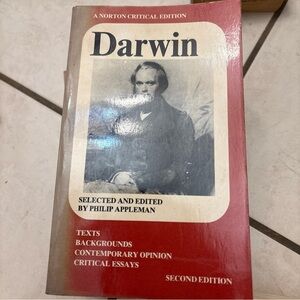 A NORTON CRITICAL EDITION
Darwin
SELECTED AND EDITED
BY PHILIP APPLEMAN
TEXTS
BACKGROUNDS
CONTEMPORARY OPINION
CRITICAL ESSAYS
SECOND EDITION